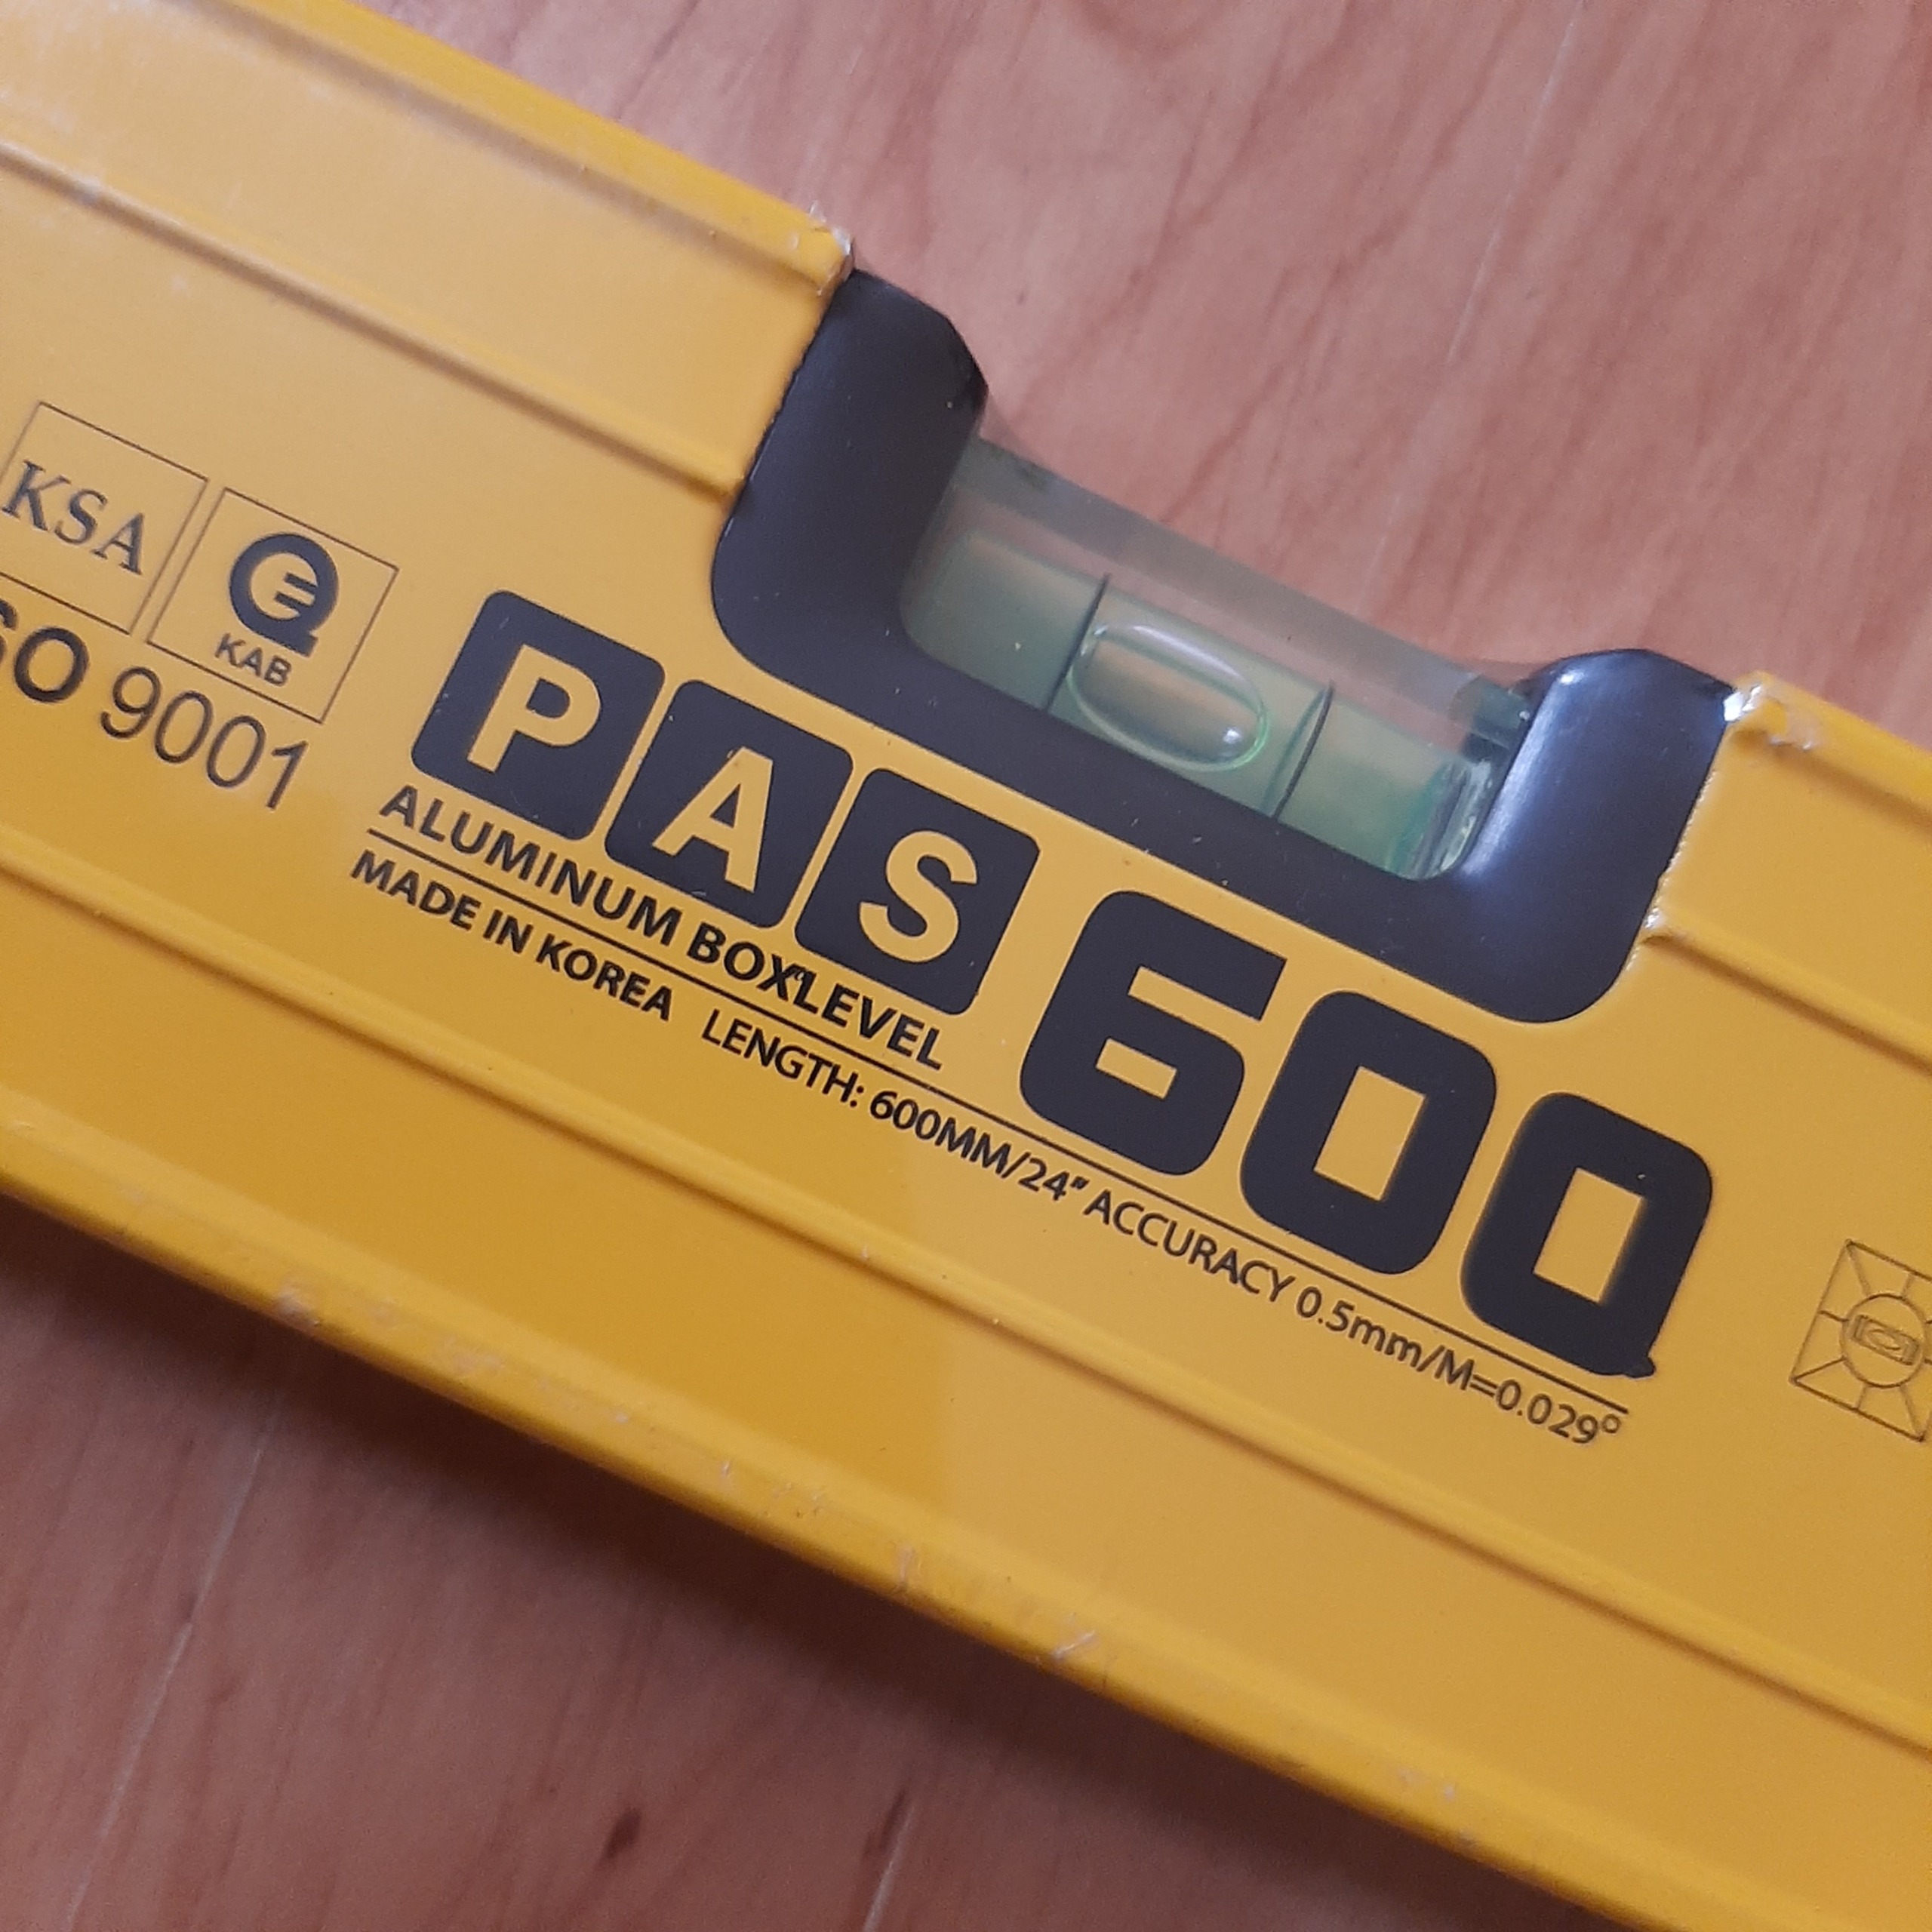 KSA
KAB
ISO 9001
PAS 600
ALUMINUM BOX LEVEL
MADE IN KOREA LENGTH: 600MM/24" ACCURACY 0.5mm/M=0.029°